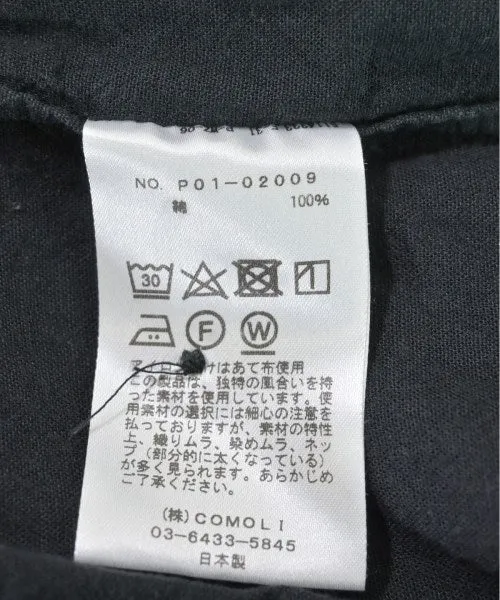 NO. P01-02009
綿 100%
30
F
W
けはあて布使用
この製品は、独特の風合いを持
った素材を使用しています。使
用素材の選択には細心の注意を
払っておりますが、素材の特性
上、織りムラ、染めムラ、ネッ
プ（部分的に太くなっている）
が多く見られます。あらかじめ
ご了承ください。
(株) COMOLI
03-6433-5845
日本製